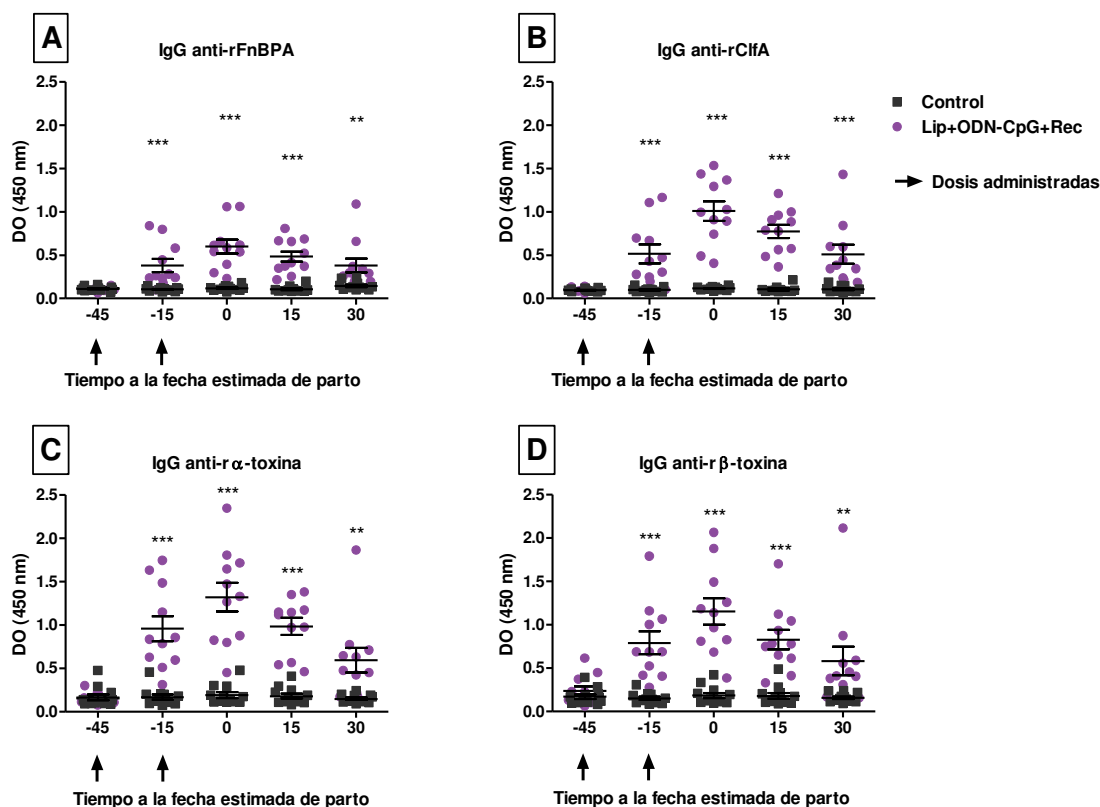 A
IgG anti-rFnBPA
2.5
2.0
1.5
1.0
0.5
0.0
DO (450 nm)
***
***
***
**
-45 -15 0 15 30
Tiempo a la fecha estimada de parto
B
IgG anti-rClfA
2.5
2.0
1.5
1.0
0.5
0.0
DO (450 nm)
***
***
***
***
-45 -15 0 15 30
Tiempo a la fecha estimada de parto
Control
Lip+ODN-CpG+Rec
Dosis administradas
C
IgG anti-rα-toxina
2.5
2.0
1.5
1.0
0.5
0.0
DO (450 nm)
***
***
***
**
-45 -15 0 15 30
Tiempo a la fecha estimada de parto
D
IgG anti-rβ-toxina
2.5
2.0
1.5
1.0
0.5
0.0
DO (450 nm)
***
***
***
**
-45 -15 0 15 30
Tiempo a la fecha estimada de parto